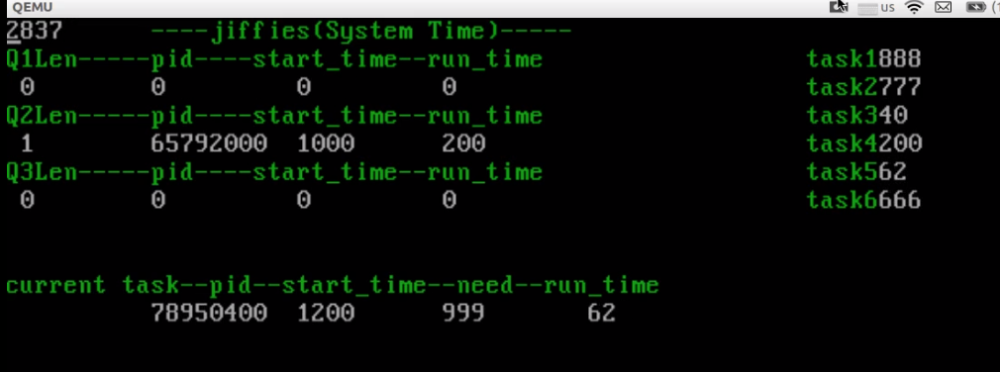 QEMU us (1
2837 ----jiffies(System Time)-----
Q1Len-----pid----start_time--run_time task1888
0 0 0 0 task2777
Q2Len-----pid----start_time--run_time task340
1 65792000 1000 200 task4200
Q3Len-----pid----start_time--run_time task562
0 0 0 0 task6666
current task--pid--start_time--need--run_time
78950400 1200 999 62